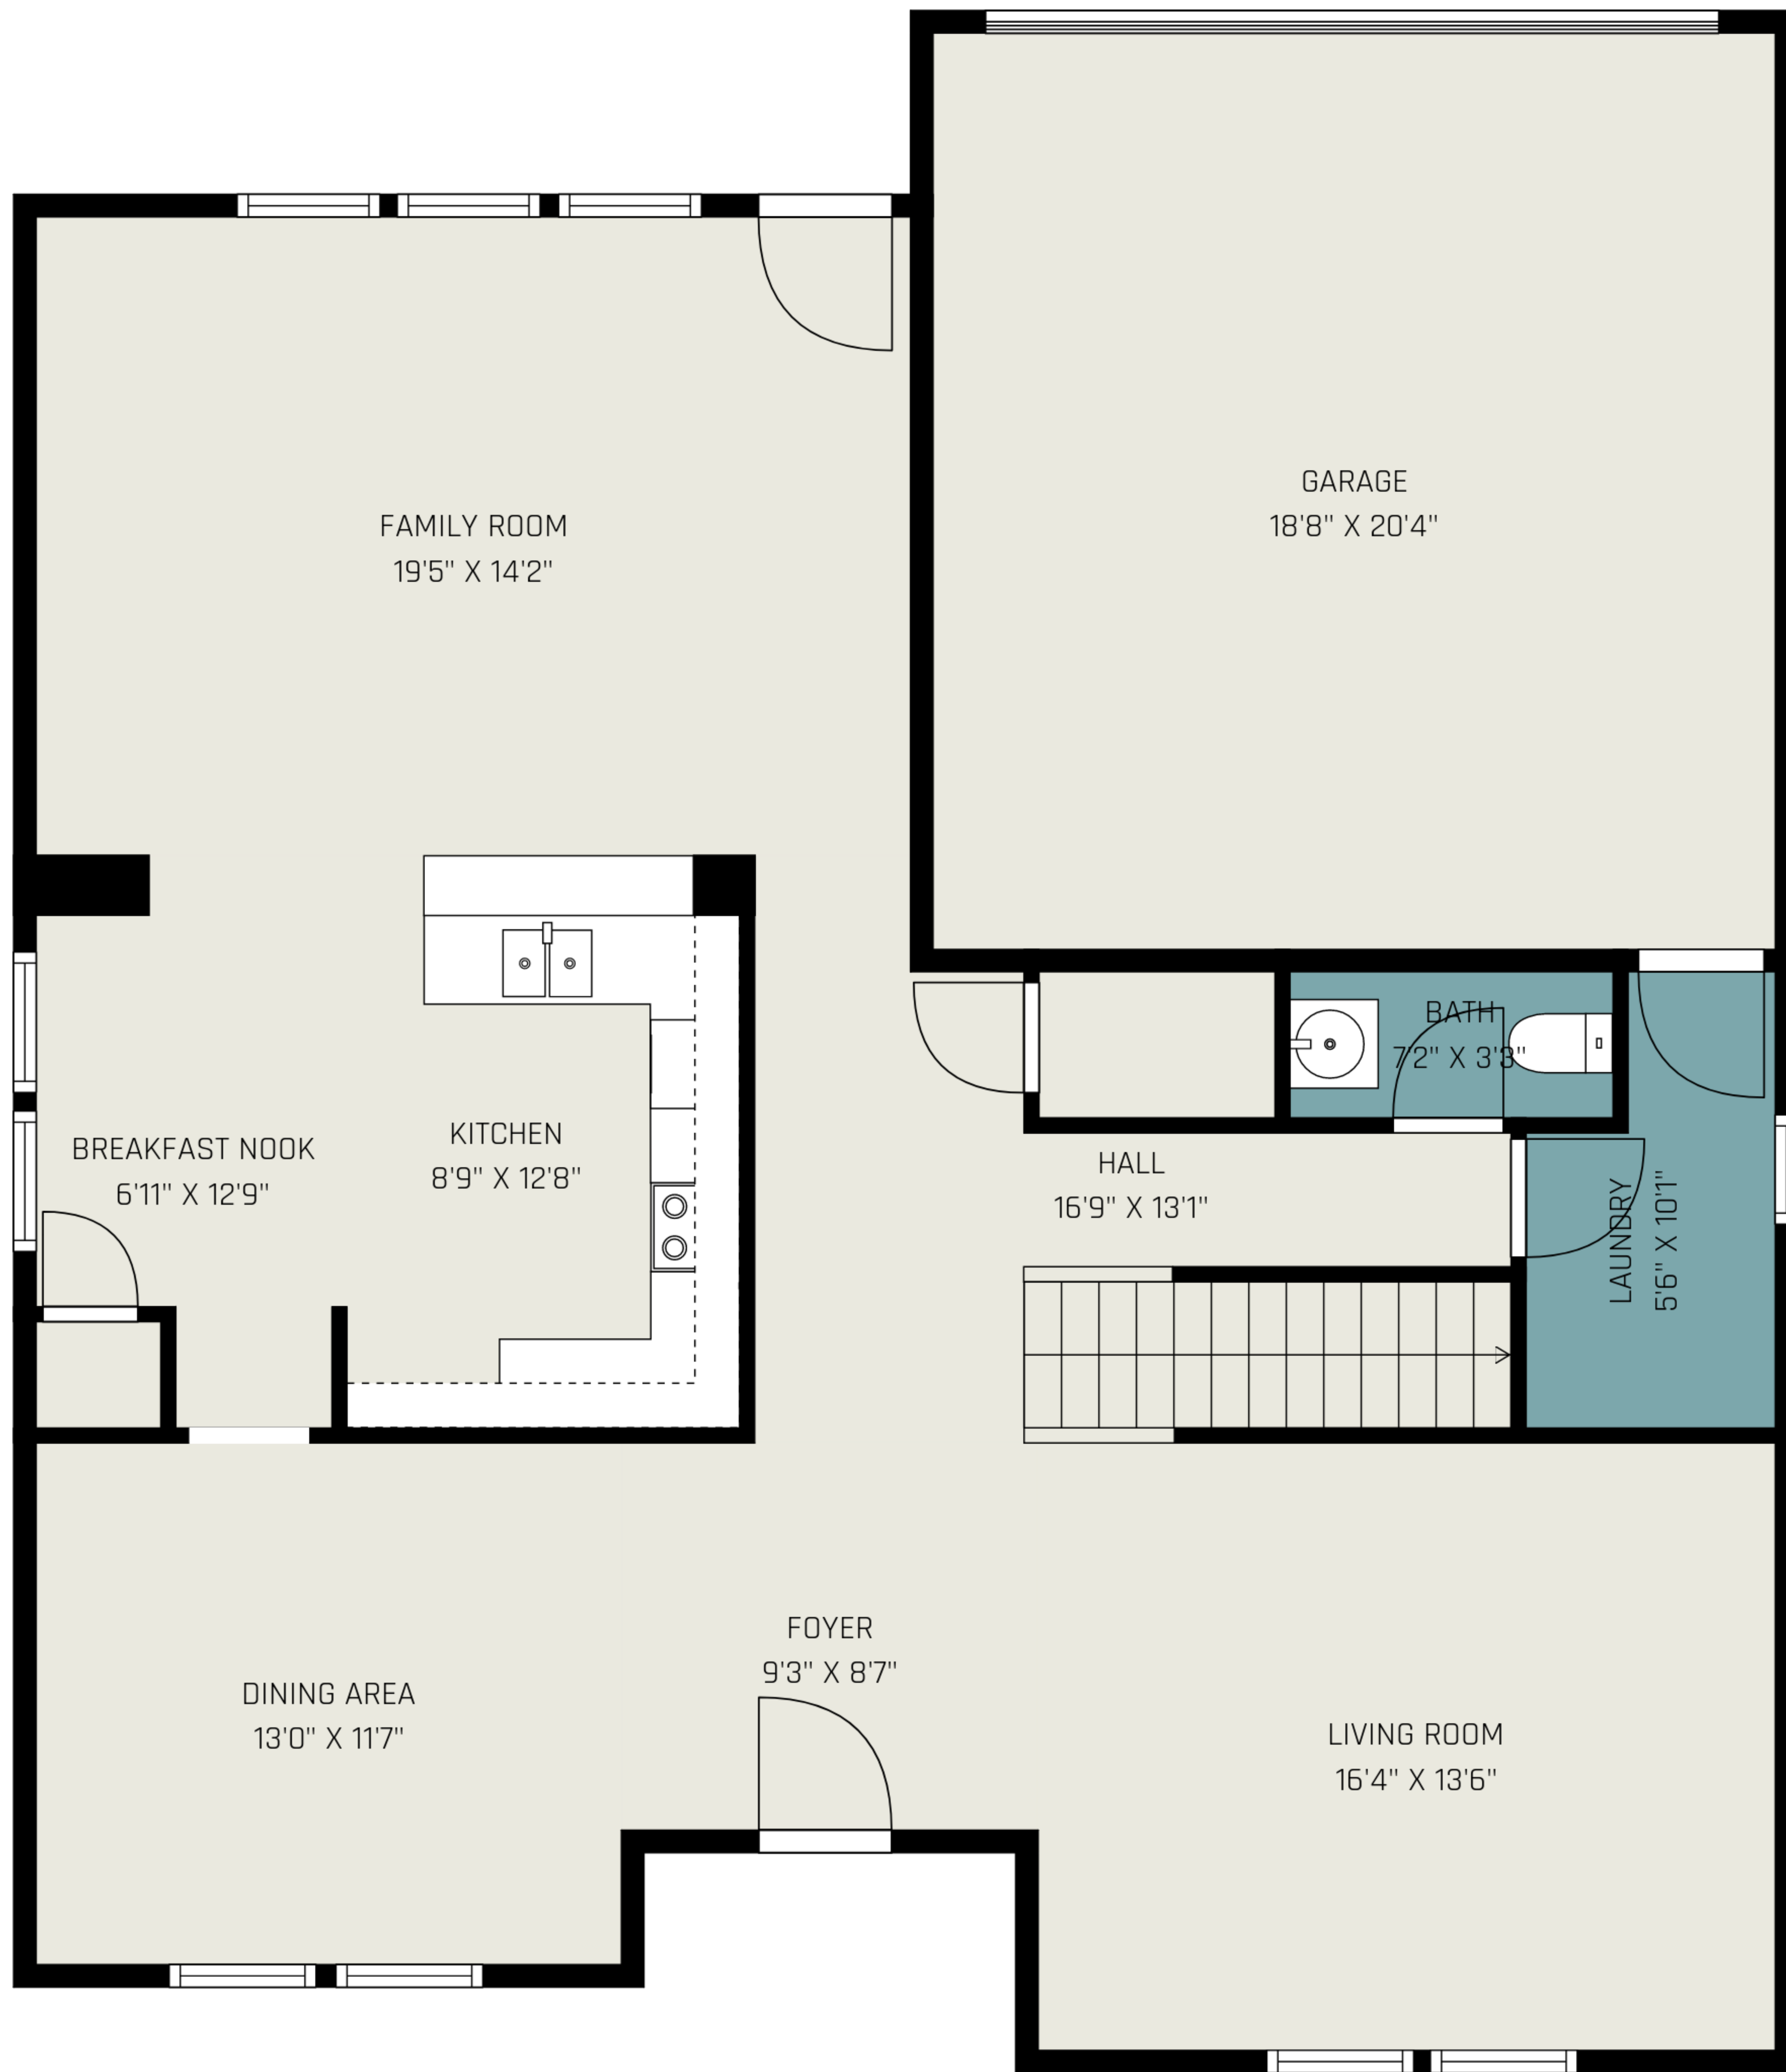 GARAGE
18'8" X 20'4"
FAMILY ROOM
19'5" X 14'2"
BATH
7'2" X 3'3"
BREAKFAST NOOK
6'11" X 12'9"
KITCHEN
8'9" X 12'8"
HALL
16'9" X 13'1"
LAUNDRY
5'6" X 10'1"
FOYER
9'3" X 8'7"
DINING AREA
13'0" X 11'7"
LIVING ROOM
16'4" X 13'6"